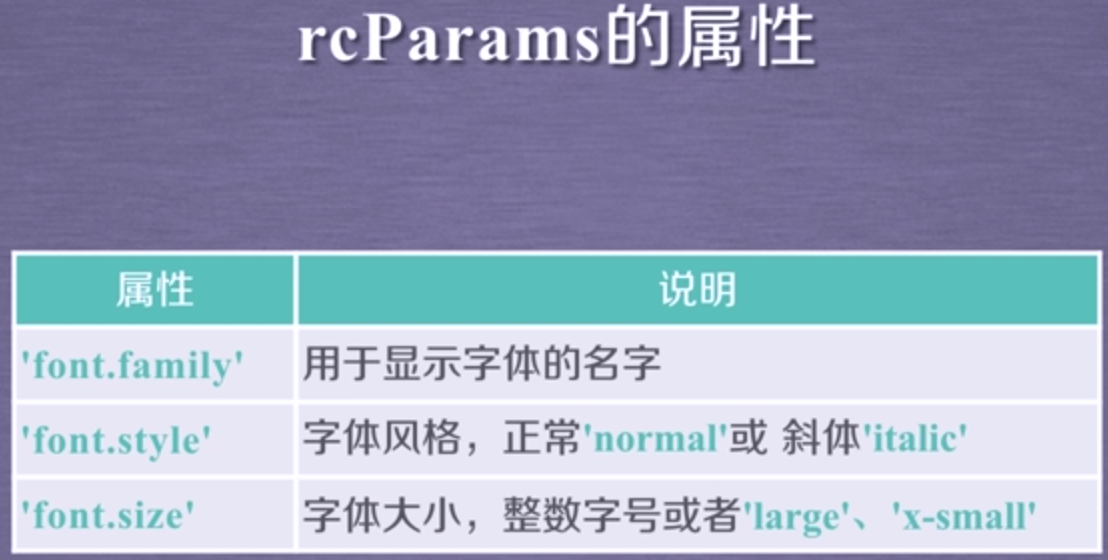 rcParams的属性
属性 说明
'font.family' 用于显示字体的名字
'font.style' 字体风格，正常'normal'或 斜体'italic'
'font.size' 字体大小，整数字号或者'large'、'x-small'